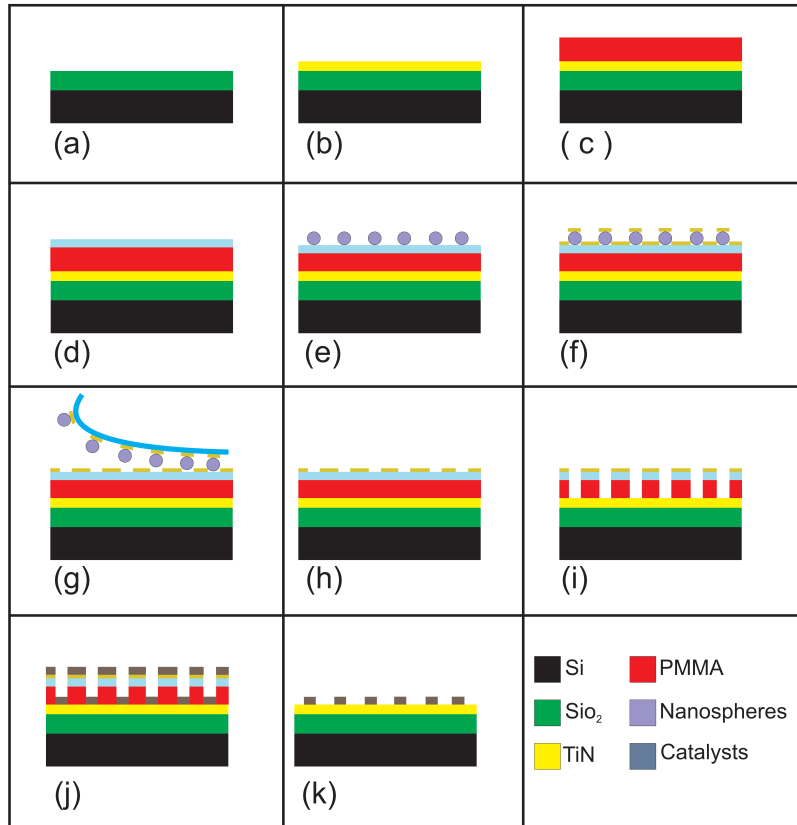 (a)
(b)
( c )
(d)
(e)
(f)
(g)
(h)
(i)
(j)
(k)
Si
PMMA
Sio₂
Nanospheres
TiN
Catalysts